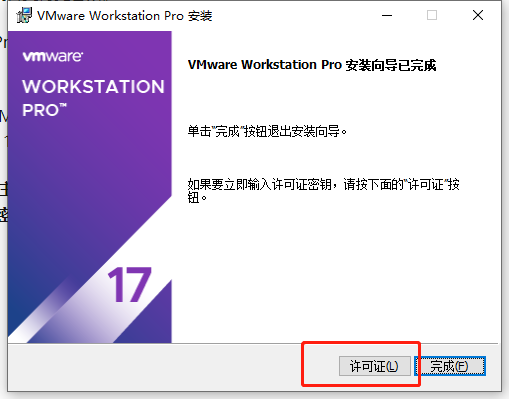 VMware Workstation Pro 安装
vmware®
WORKSTATION
PRO™
17
VMware Workstation Pro 安装向导已完成
单击"完成"按钮退出安装向导。
如果要立即输入许可证密钥，请按下面的"许可证"按
钮。
许可证(L)
完成(F)